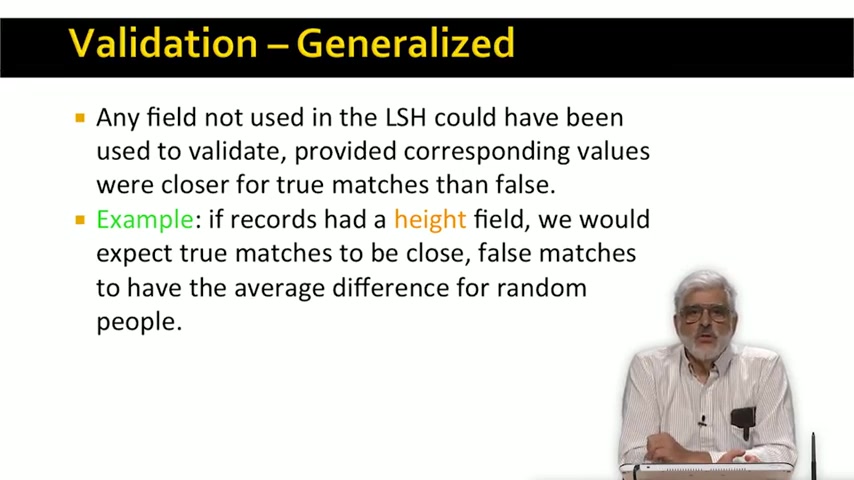 Validation – Generalized
Any field not used in the LSH could have been
used to validate, provided corresponding values
were closer for true matches than false.
Example: if records had a height field, we would
expect true matches to be close, false matches
to have the average difference for random
people.